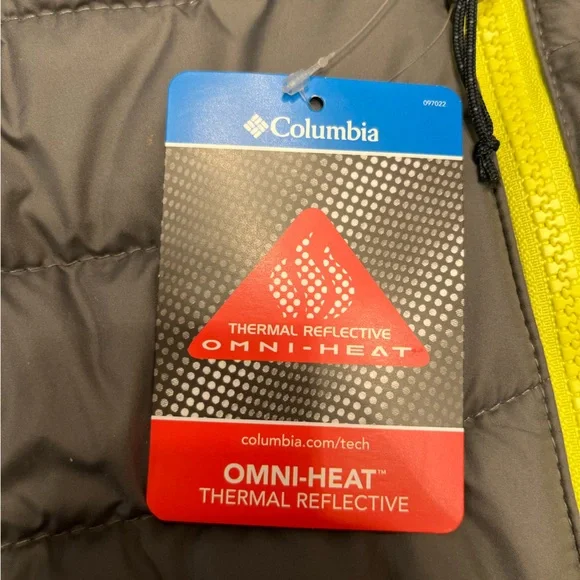 097022
Columbia
THERMAL REFLECTIVE
OMNI-HEAT
columbia.com/tech
OMNI-HEAT™
THERMAL REFLECTIVE